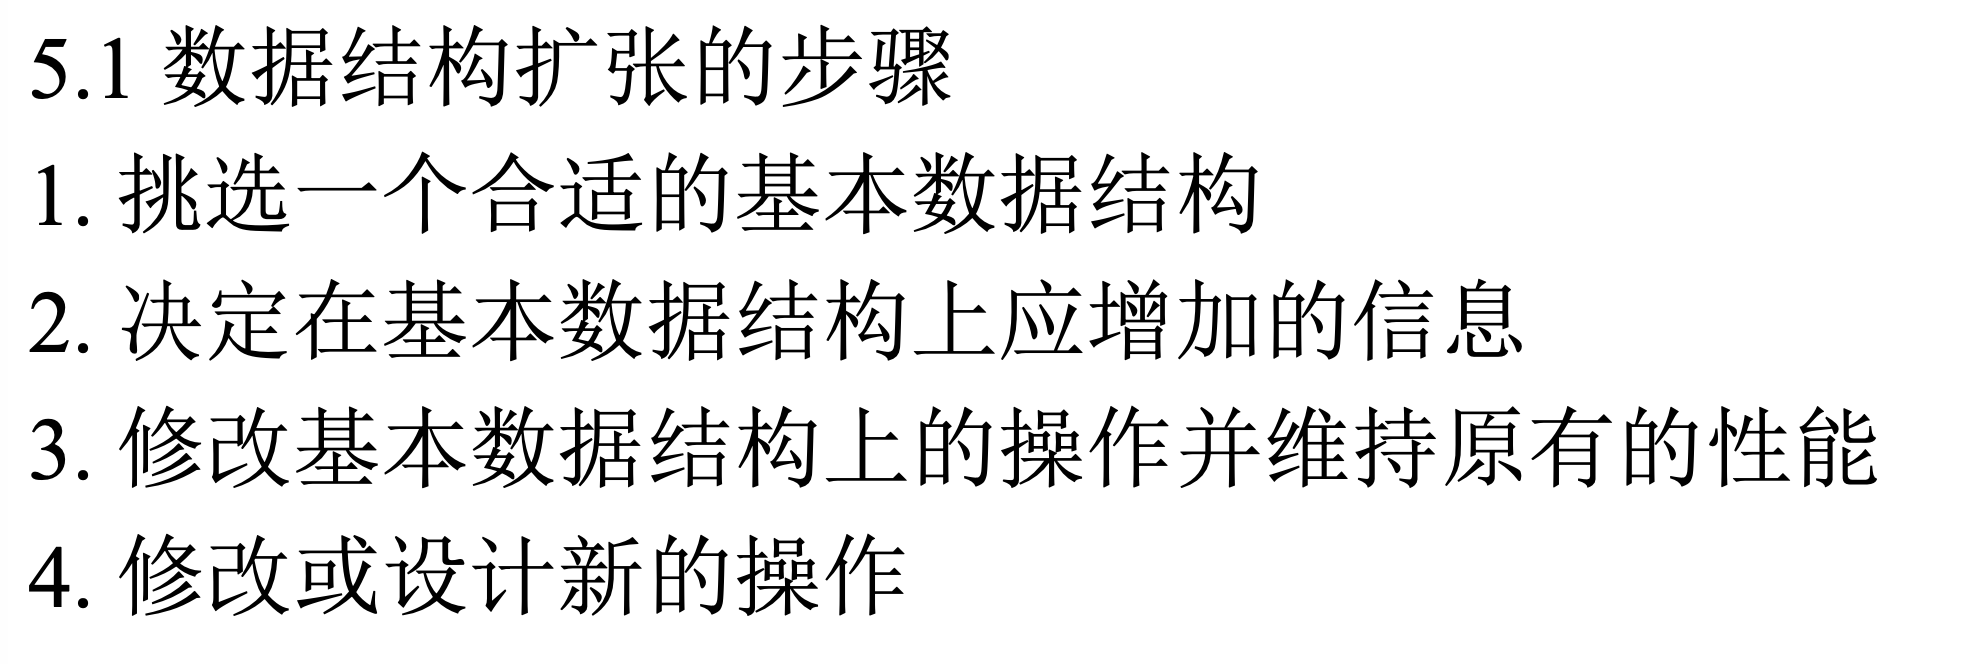 5.1 数据结构扩张的步骤
1. 挑选一个合适的基本数据结构
2. 决定在基本数据结构上应增加的信息
3. 修改基本数据结构上的操作并维持原有的性能
4. 修改或设计新的操作